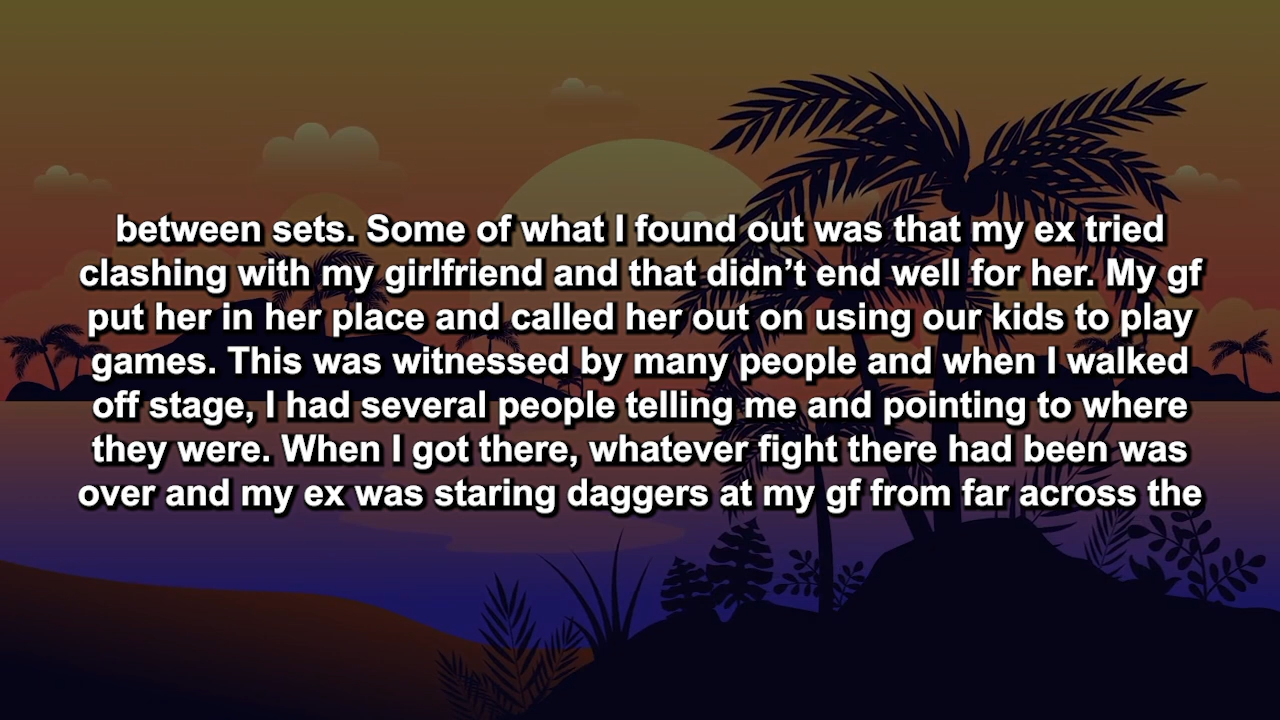 between sets. Some of what I found out was that my ex tried
clashing with my girlfriend and that didn’t end well for her. My gf
put her in her place and called her out on using our kids to play
games. This was witnessed by many people and when I walked
off stage, I had several people telling me and pointing to where
they were. When I got there, whatever fight there had been was
over and my ex was staring daggers at my gf from far across the